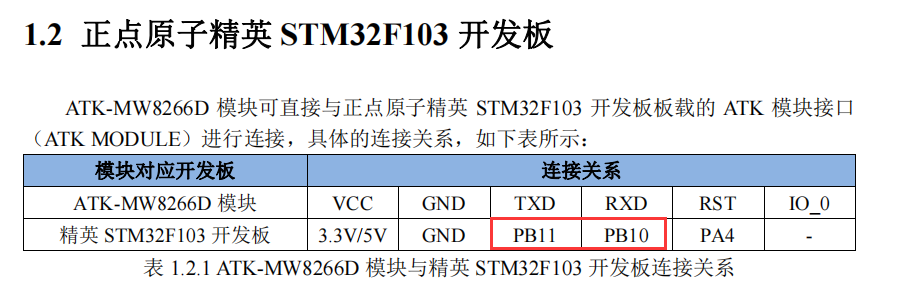 1.2 正点原子精英 STM32F103 开发板
ATK-MW8266D 模块可直接与正点原子精英 STM32F103 开发板板载的 ATK 模块接口
（ATK MODULE）进行连接，具体的连接关系，如下表所示：
模块对应开发板 连接关系
ATK-MW8266D 模块 VCC GND TXD RXD RST IO_0
精英 STM32F103 开发板 3.3V/5V GND PB11 PB10 PA4 -
表 1.2.1 ATK-MW8266D 模块与精英 STM32F103 开发板连接关系